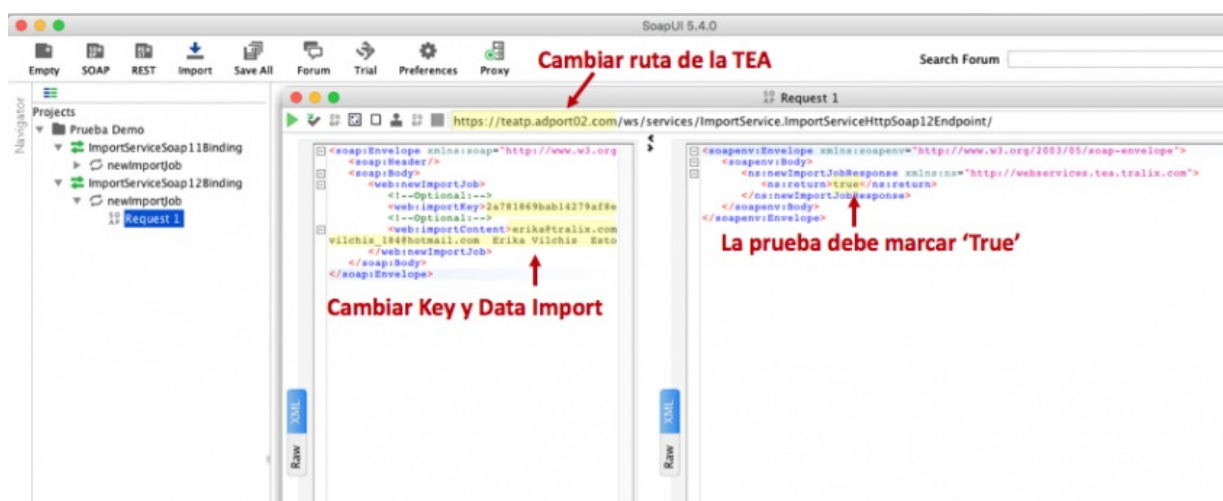 SoapUI 5.4.0
Empty SOAP REST Import Save All Forum Trial Preferences Proxy
Search Forum
Cambiar ruta de la TEA
Navigator
Projects
Prueba Demo
ImportServiceSoap11Binding
newImportJob
ImportServiceSoap12Binding
newImportJob
Request 1
Request 1
https://teatp.adport02.com/ws/services/ImportService.ImportServiceHttpSoap12Endpoint/
<soap:Envelope xmlns:soap="http://www.w3.org
<soap:Header/>
<soap:Body>
<web:newImportJob>
<!--Optional:-->
<web:importKey>2a781869bab14279af8e
<!--Optional:-->
<web:importContent>erika@tralix.com
vilchis_184@hotmail.com Erika Vilchis Esto
</web:newImportJob>
</soap:Body>
</soap:Envelope>
Cambiar Key y Data Import
XML
Raw
<soapenv:Envelope xmlns:soapenv="http://www.w3.org/2003/05/soap-envelope">
<soapenv:Body>
<ns:newImportJobResponse xmlns:ns="http://webservices.tea.tralix.com">
<ns:return>true</ns:return>
</ns:newImportJobResponse>
</soapenv:Body>
</soapenv:Envelope>
La prueba debe marcar ‘True’
XML
Raw